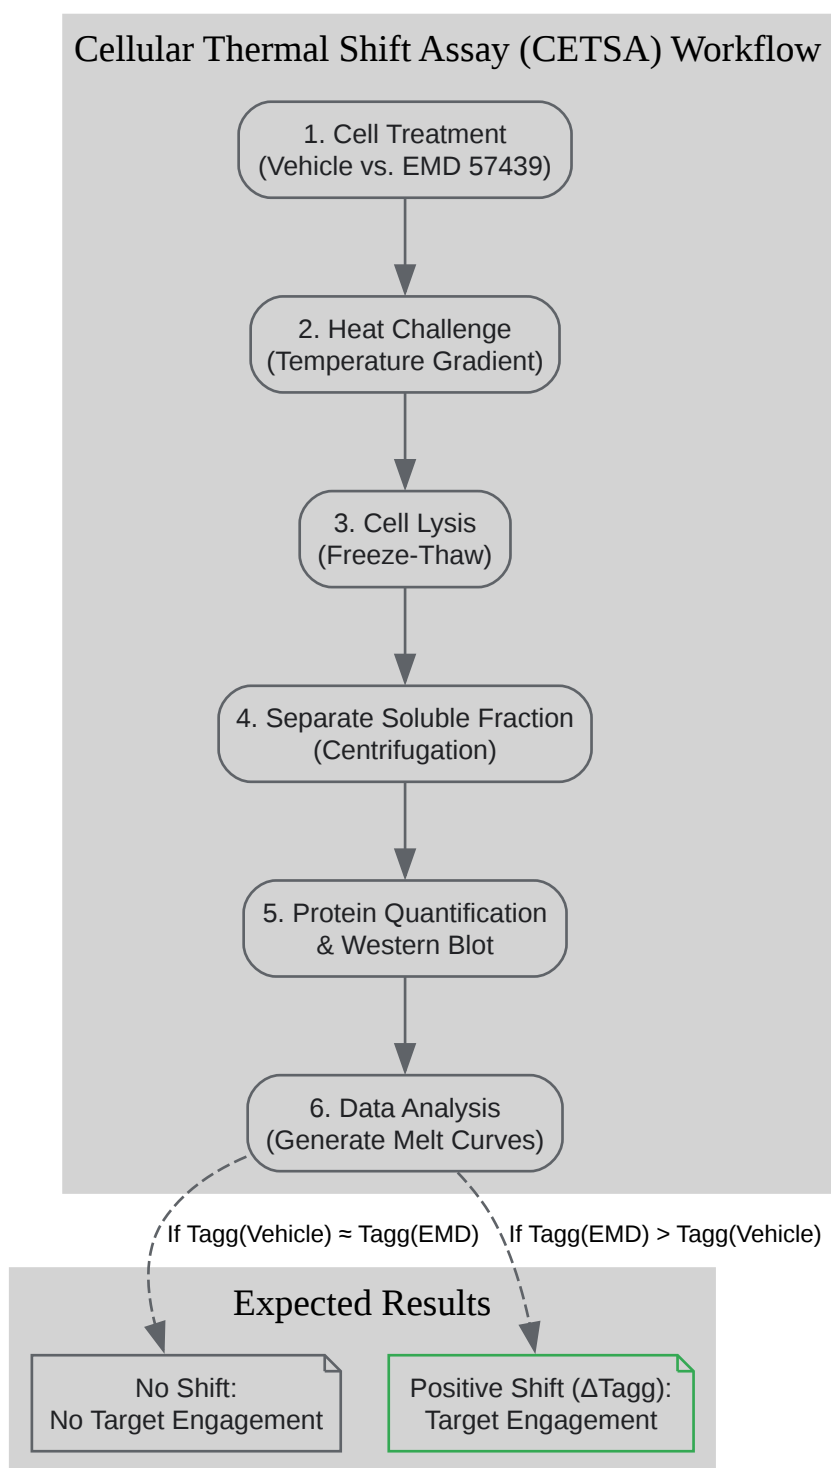 Cellular Thermal Shift Assay (CETSA) Workflow
1. Cell Treatment
(Vehicle vs. EMD 57439)
2. Heat Challenge
(Temperature Gradient)
3. Cell Lysis
(Freeze-Thaw)
4. Separate Soluble Fraction
(Centrifugation)
5. Protein Quantification
& Western Blot
6. Data Analysis
(Generate Melt Curves)
If Tagg(Vehicle) ≈ Tagg(EMD)
If Tagg(EMD) > Tagg(Vehicle)
Expected Results
No Shift:
No Target Engagement
Positive Shift (ΔTagg):
Target Engagement